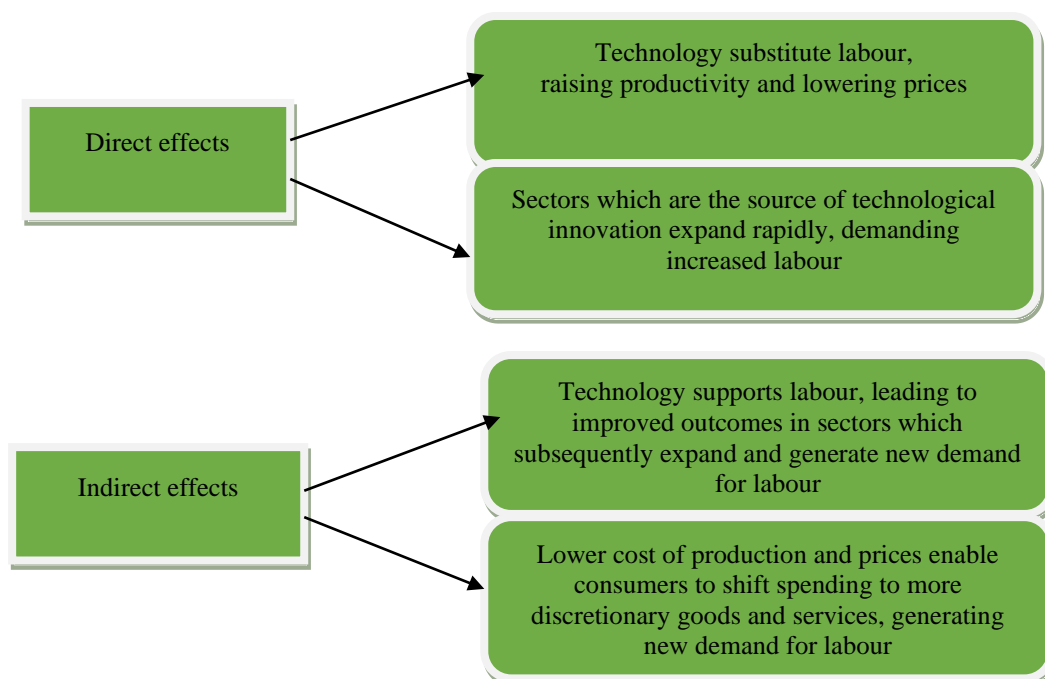 Direct effects
Technology substitute labour,
raising productivity and lowering prices
Sectors which are the source of technological
innovation expand rapidly, demanding
increased labour
Indirect effects
Technology supports labour, leading to
improved outcomes in sectors which
subsequently expand and generate new demand
for labour
Lower cost of production and prices enable
consumers to shift spending to more
discretionary goods and services, generating
new demand for labour